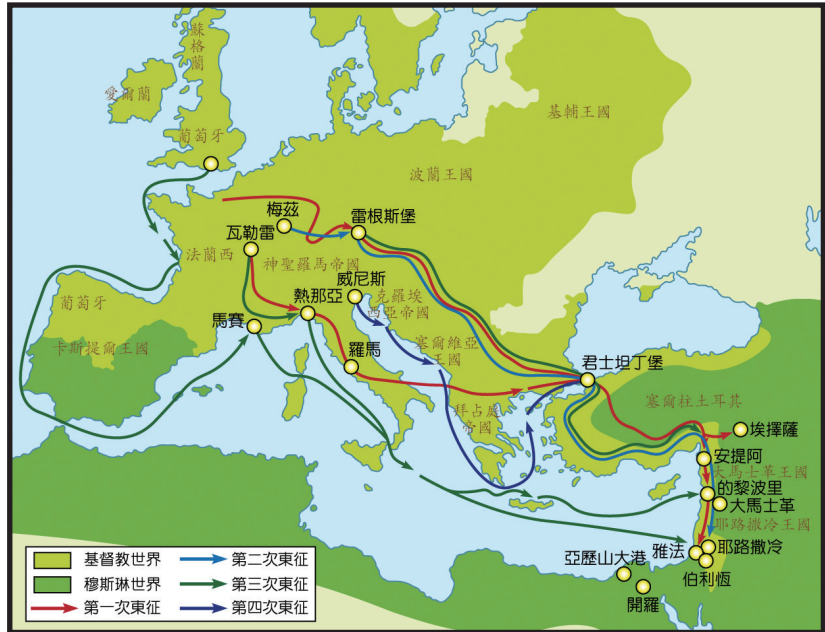 蘇格蘭
愛爾蘭
葡萄牙
基輔王國
波蘭王國
梅茲
雷根斯堡
瓦勒雷
法蘭西
神聖羅馬帝國
威尼斯
葡萄牙
熱那亞
克羅埃
西亞帝國
馬賽
卡斯提爾王國
塞爾維亞
王國
羅馬
君士坦丁堡
塞爾柱土耳其
拜占庭
帝國
埃擇薩
安提阿
大馬士革王國
的黎波里
大馬士革
耶路撒冷王國
雅法
耶路撒冷
亞歷山大港
伯利恆
開羅
基督教世界
第二次東征
穆斯琳世界
第三次東征
第一次東征
第四次東征